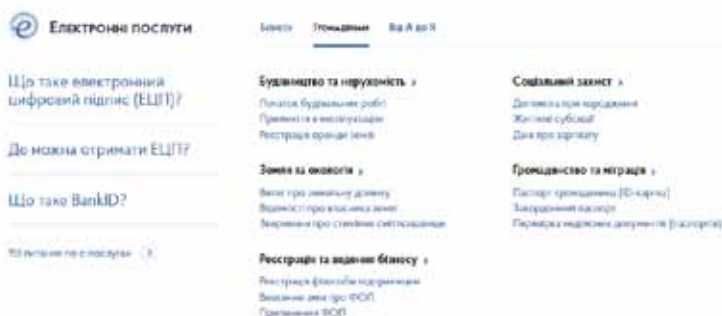 Електронні послуги
Бізнесу Громадянам Від А до Я
Що таке електронний
цифровий підпис (ЕЦП)?
Де можна отримати ЕЦП?
Що таке BankID?
Будівництво та нерухомість ›
Початок будівельних робіт
Прийняття в експлуатацію
Реєстрація оренди землі
Земля та екологія ›
Витяг про земельну ділянку
Відомості про власника землі
Звернення про стихійні сміттєзвалища
Реєстрація та ведення бізнесу ›
Реєстрація фізособи-підприємця
Внесення змін про ФОП
Припинення ФОП
Соціальний захист ›
Допомога при народженні
Житлові субсидії
Дані про зарплату
Громадянство та міграція ›
Паспорт громадянина (ID-картка)
Закордонний паспорт
Перевірка недійсних документів (паспортів)